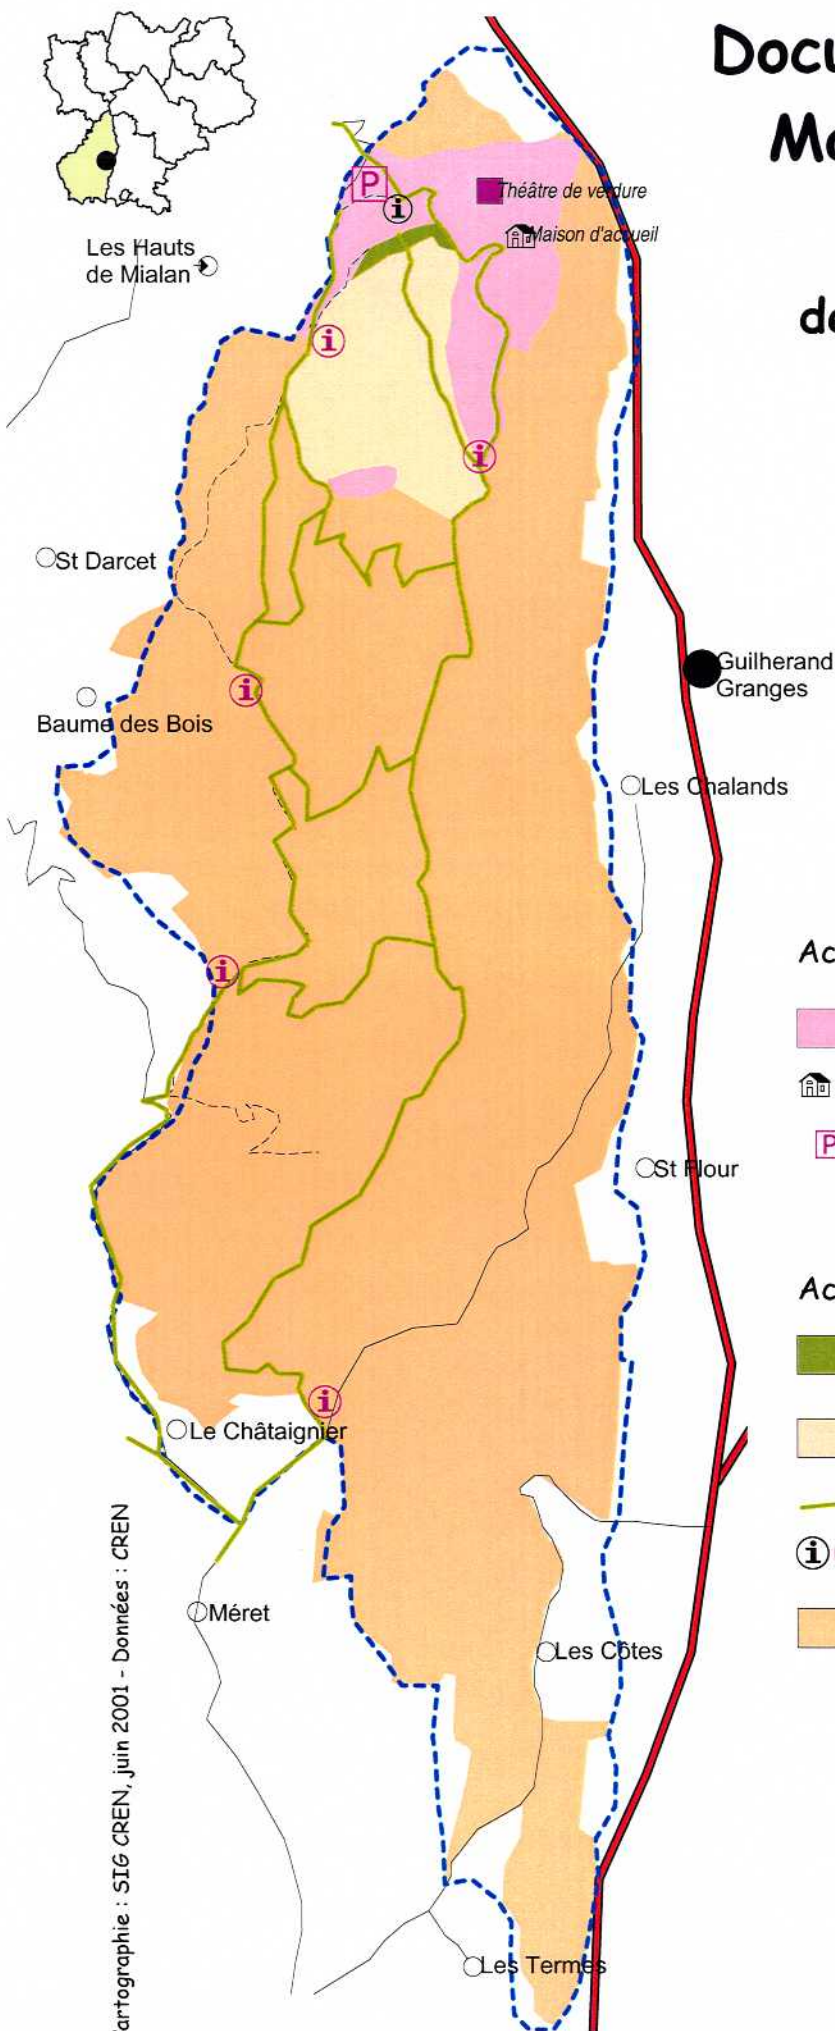 Docu
Ma
de
Théâtre de verdure
Maison d'accueil
Les Hauts
de Mialan
P
i
i
i
St Darcet
Guilherand
Granges
i
Baume des Bois
Les Chalands
Ac
i
P
St Flour
Ac
i
Le Châtaignier
i
Méret
Les Côtes
Les Termes
artographie : SIG CREN, juin 2001 - Données : CREN